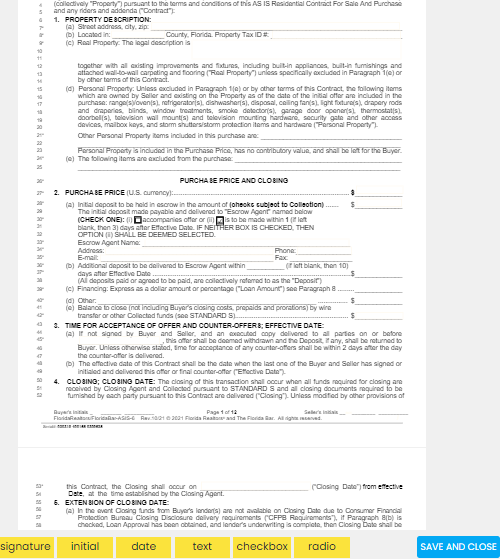 4 (collectively "Property") pursuant to the terms and conditions of this AS IS Residential Contract For Sale And Purchase
5 and any riders and addenda ("Contract"):
6 1. PROPERTY DESCRIPTION:
7* (a) Street address, city, zip:
8* (b) Located in: County, Florida. Property Tax ID #:
9* (c) Real Property: The legal description is
10
11
12 together with all existing improvements and fixtures, including built-in appliances, built-in furnishings and
13 attached wall-to-wall carpeting and flooring ("Real Property") unless specifically excluded in Paragraph 1(e) or
14 by other terms of this Contract.
15 (d) Personal Property: Unless excluded in Paragraph 1(e) or by other terms of this Contract, the following items
16 which are owned by Seller and existing on the Property as of the date of the initial offer are included in the
17 purchase: range(s)/oven(s), refrigerator(s), dishwasher(s), disposal, ceiling fan(s), light fixture(s), drapery rods
18 and draperies, blinds, window treatments, smoke detector(s), garage door opener(s), thermostat(s),
19 doorbell(s), television wall mount(s) and television mounting hardware, security gate and other access
20 devices, mailbox keys, and storm shutters/storm protection items and hardware ("Personal Property").
21* Other Personal Property items included in this purchase are:
22
23 Personal Property is included in the Purchase Price, has no contributory value, and shall be left for the Buyer.
24* (e) The following items are excluded from the purchase:
25
26 PURCHASE PRICE AND CLOSING
27* 2. PURCHASE PRICE (U.S. currency): $
28* (a) Initial deposit to be held in escrow in the amount of (checks subject to Collection) ....... $
29 The initial deposit made payable and delivered to "Escrow Agent" named below
30* (CHECK ONE): (i) accompanies offer or (ii) is to be made within 1 (if left
31 blank, then 3) days after Effective Date. IF NEITHER BOX IS CHECKED, THEN
32 OPTION (ii) SHALL BE DEEMED SELECTED.
33 Escrow Agent Name:
34 Address: Phone:
35* E-mail: Fax:
36* (b) Additional deposit to be delivered to Escrow Agent within (if left blank, then 10)
37* days after Effective Date $
38 (All deposits paid or agreed to be paid, are collectively referred to as the "Deposit")
39* (c) Financing: Express as a dollar amount or percentage ("Loan Amount") see Paragraph 8
40* (d) Other: $
41 (e) Balance to close (not including Buyer's closing costs, prepaids and prorations) by wire
42* transfer or other Collected funds (see STANDARD S) $
43 3. TIME FOR ACCEPTANCE OF OFFER AND COUNTER-OFFERS; EFFECTIVE DATE:
44 (a) If not signed by Buyer and Seller, and an executed copy delivered to all parties on or before
45* , this offer shall be deemed withdrawn and the Deposit, if any, shall be returned to
46 Buyer. Unless otherwise stated, time for acceptance of any counter-offers shall be within 2 days after the day
47 the counter-offer is delivered.
48 (b) The effective date of this Contract shall be the date when the last one of the Buyer and Seller has signed or
49 initialed and delivered this offer or final counter-offer ("Effective Date").
50 4. CLOSING; CLOSING DATE: The closing of this transaction shall occur when all funds required for closing are
51 received by Closing Agent and Collected pursuant to STANDARD S and all closing documents required to be
52 furnished by each party pursuant to this Contract are delivered ("Closing"). Unless modified by other provisions of
Buyer's Initials Page 1 of 12 Seller's Initials
FloridaRealtors/FloridaBar-ASIS-6 Rev.10/21 © 2021 Florida Realtors® and The Florida Bar. All rights reserved.
53* this Contract, the Closing shall occur on ("Closing Date") from effective
54 Date, at the time established by the Closing Agent.
55 5. EXTENSION OF CLOSING DATE:
56 (a) In the event Closing funds from Buyer's lender(s) are not available on Closing Date due to Consumer Financial
57 Protection Bureau Closing Disclosure delivery requirements ("CFPB Requirements"), if Paragraph 8(b) is
58 checked, Loan Approval has been obtained, and lender's underwriting is complete, then Closing Date shall be
signature initial date text checkbox radio SAVE AND CLOSE